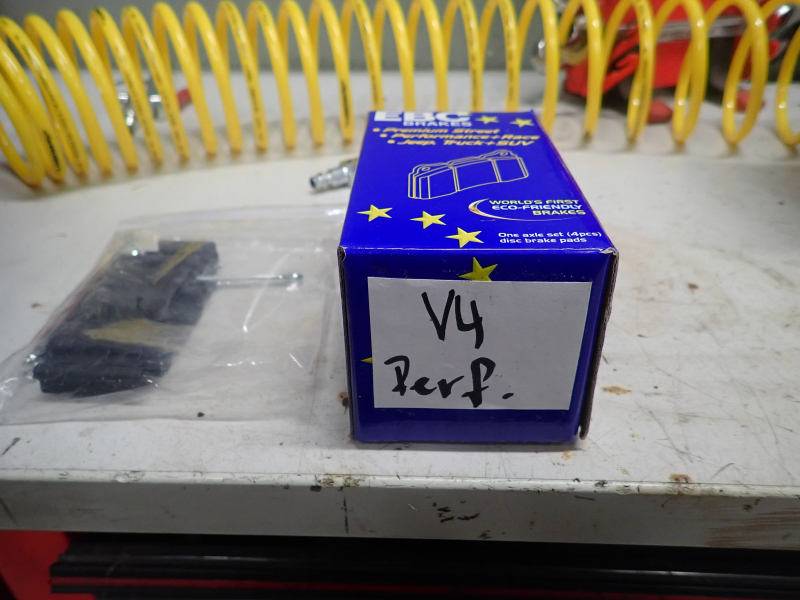 EBC
BRAKES
• Premium Street
• Performance+Race
• Jeep, Truck+SUV
WORLD'S FIRST
ECO-FRIENDLY
BRAKES
One axle set (4pcs)
disc brake pads
V4
Perf.